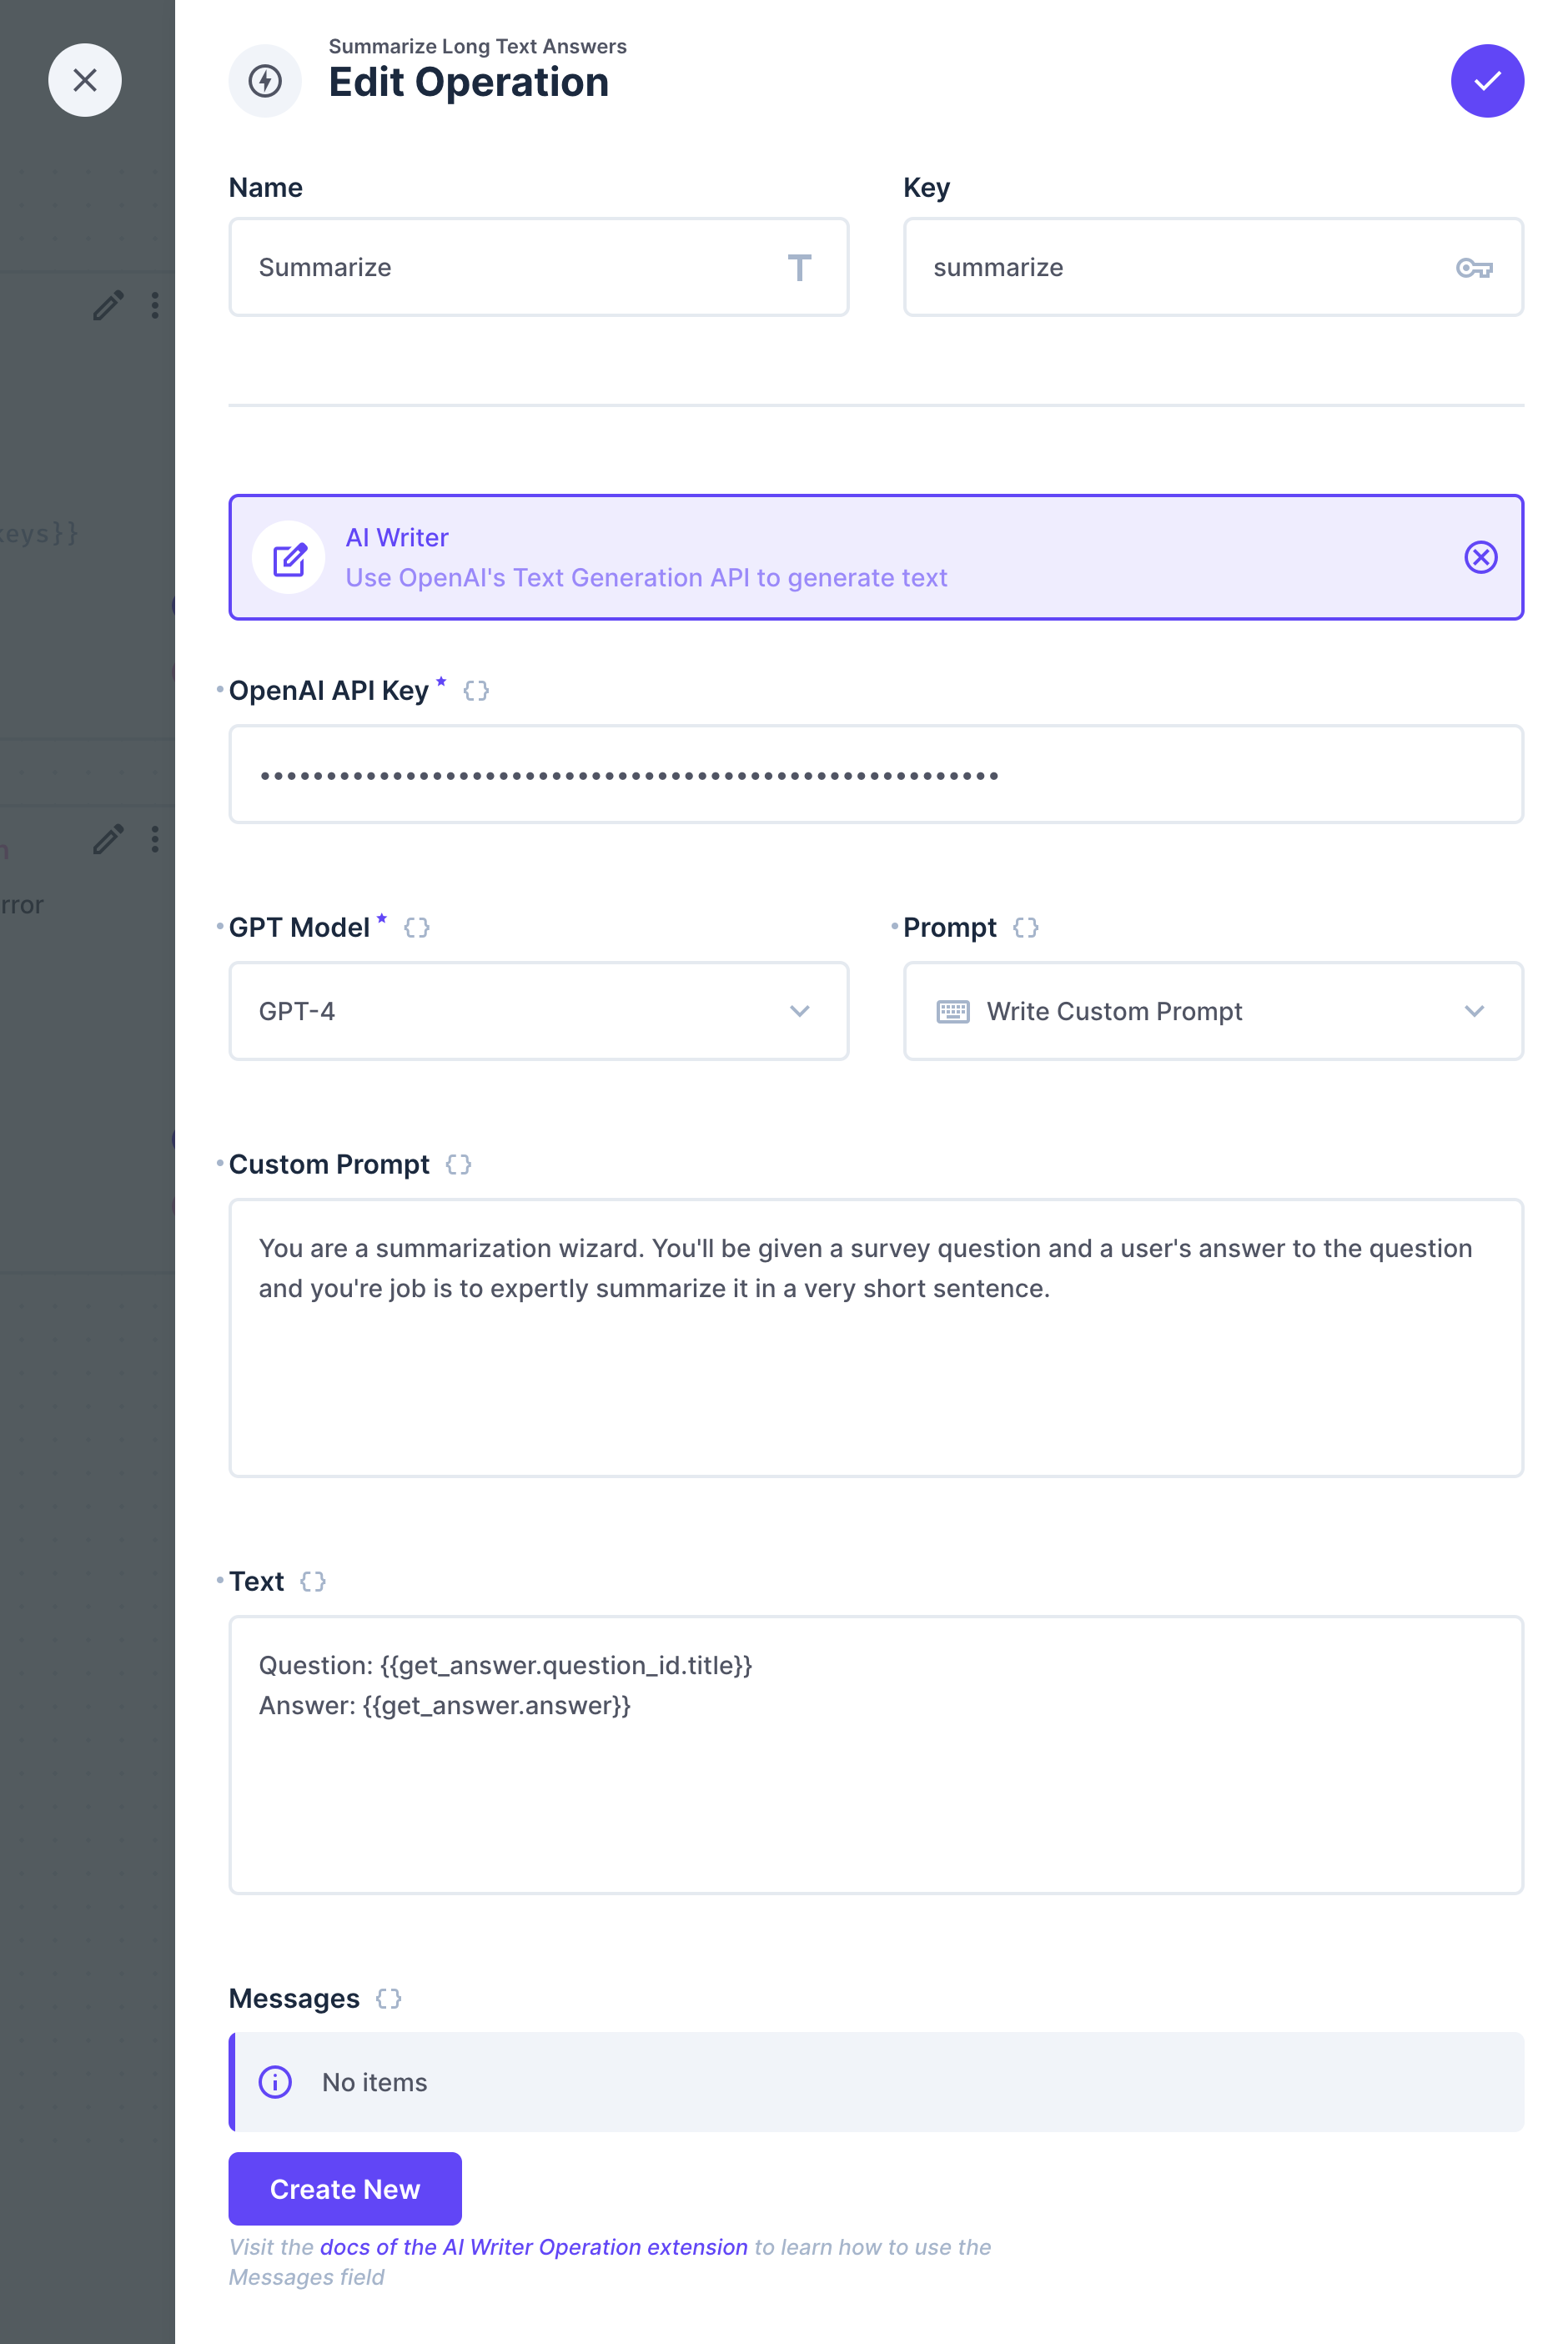 Summarize Long Text Answers
Edit Operation
Name
Key
Summarize
summarize
keys}}
AI Writer
Use OpenAI's Text Generation API to generate text
OpenAI API Key
rror
GPT Model
Prompt
GPT-4
Write Custom Prompt
Custom Prompt
You are a summarization wizard. You'll be given a survey question and a user's answer to the question
and you're job is to expertly summarize it in a very short sentence.
Text
Question: {{get_answer.question_id.title}}
Answer: {{get_answer.answer}}
Messages
No items
Create New
Visit the docs of the AI Writer Operation extension to learn how to use the
Messages field